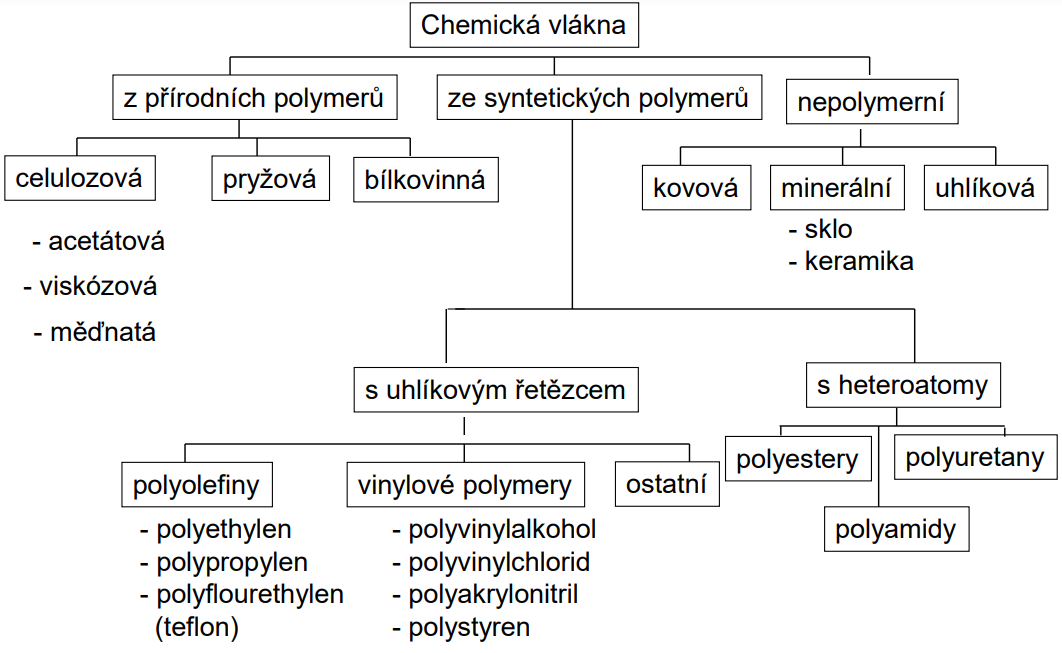 Chemická vlákna
z přírodních polymerů
ze syntetických polymerů
nepolymerní
celulozová
pryžová
bílkovinná
kovová
minerální
uhlíková
- acetátová
- viskózová
- měďnatá
- sklo
- keramika
s uhlíkovým řetězcem
s heteroatomy
polyolefiny
vinylové polymery
ostatní
polyestery
polyuretany
polyamidy
- polyethylen
- polypropylen
- polyflourethylen
(teflon)
- polyvinylalkohol
- polyvinylchlorid
- polyakrylonitril
- polystyren